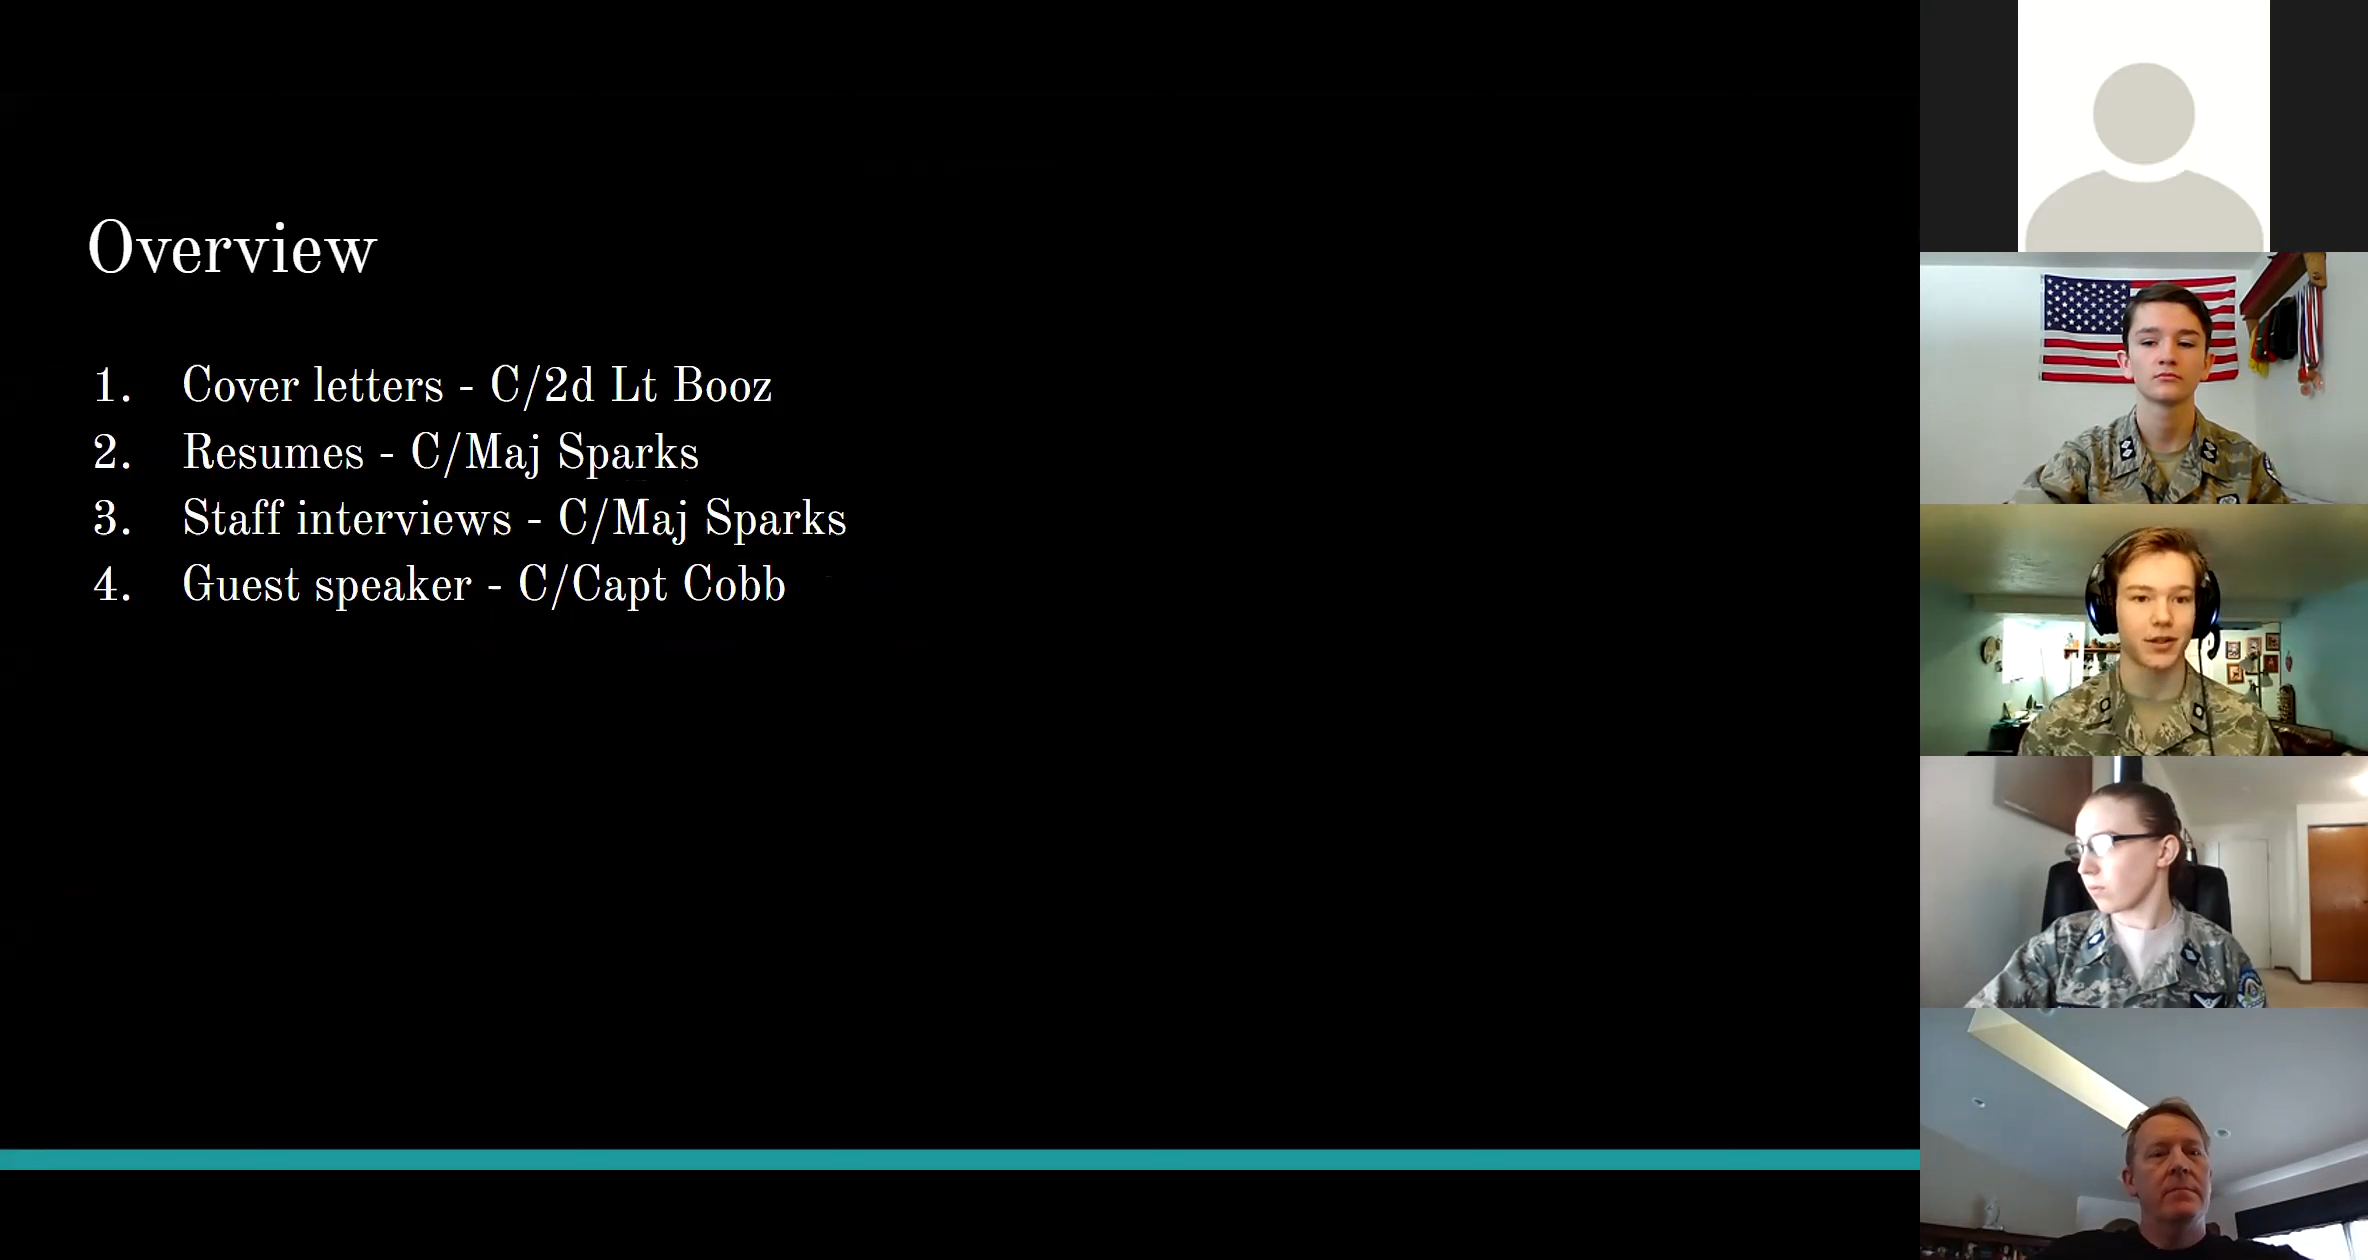 Overview
1. Cover letters - C/2d Lt Booz
2. Resumes - C/Maj Sparks
3. Staff interviews - C/Maj Sparks
4. Guest speaker - C/Capt Cobb